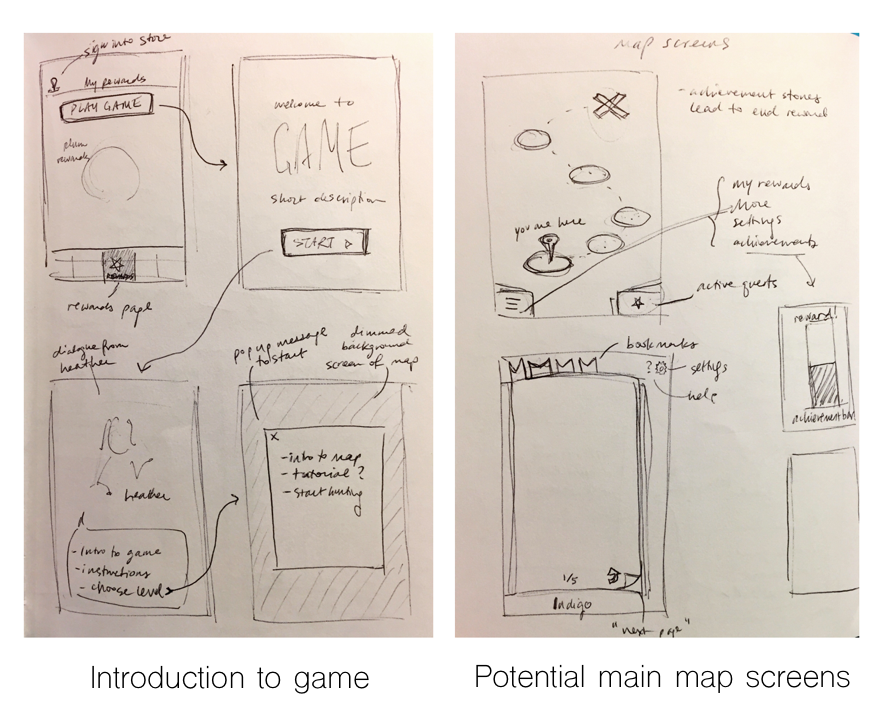 sign into store
My rewards
PLAY GAME
plum
rewards
REWARDS
rewards page
welcome to
GAME
short description
START
dialogue from
heather
heather
- Intro to game
- instructions
- choose level
pop up message
to start
dimmed
background
screen of map
X
- intro to map
- tutorial?
- start hunting
Map screens
- achievement stones
lead to end reward
you are here
my rewards
More
settings
achievements
active quests
reward!
achievement bar
bookmarks
? settings
help
1/5
Indigo
"next page"
Introduction to game
Potential main map screens